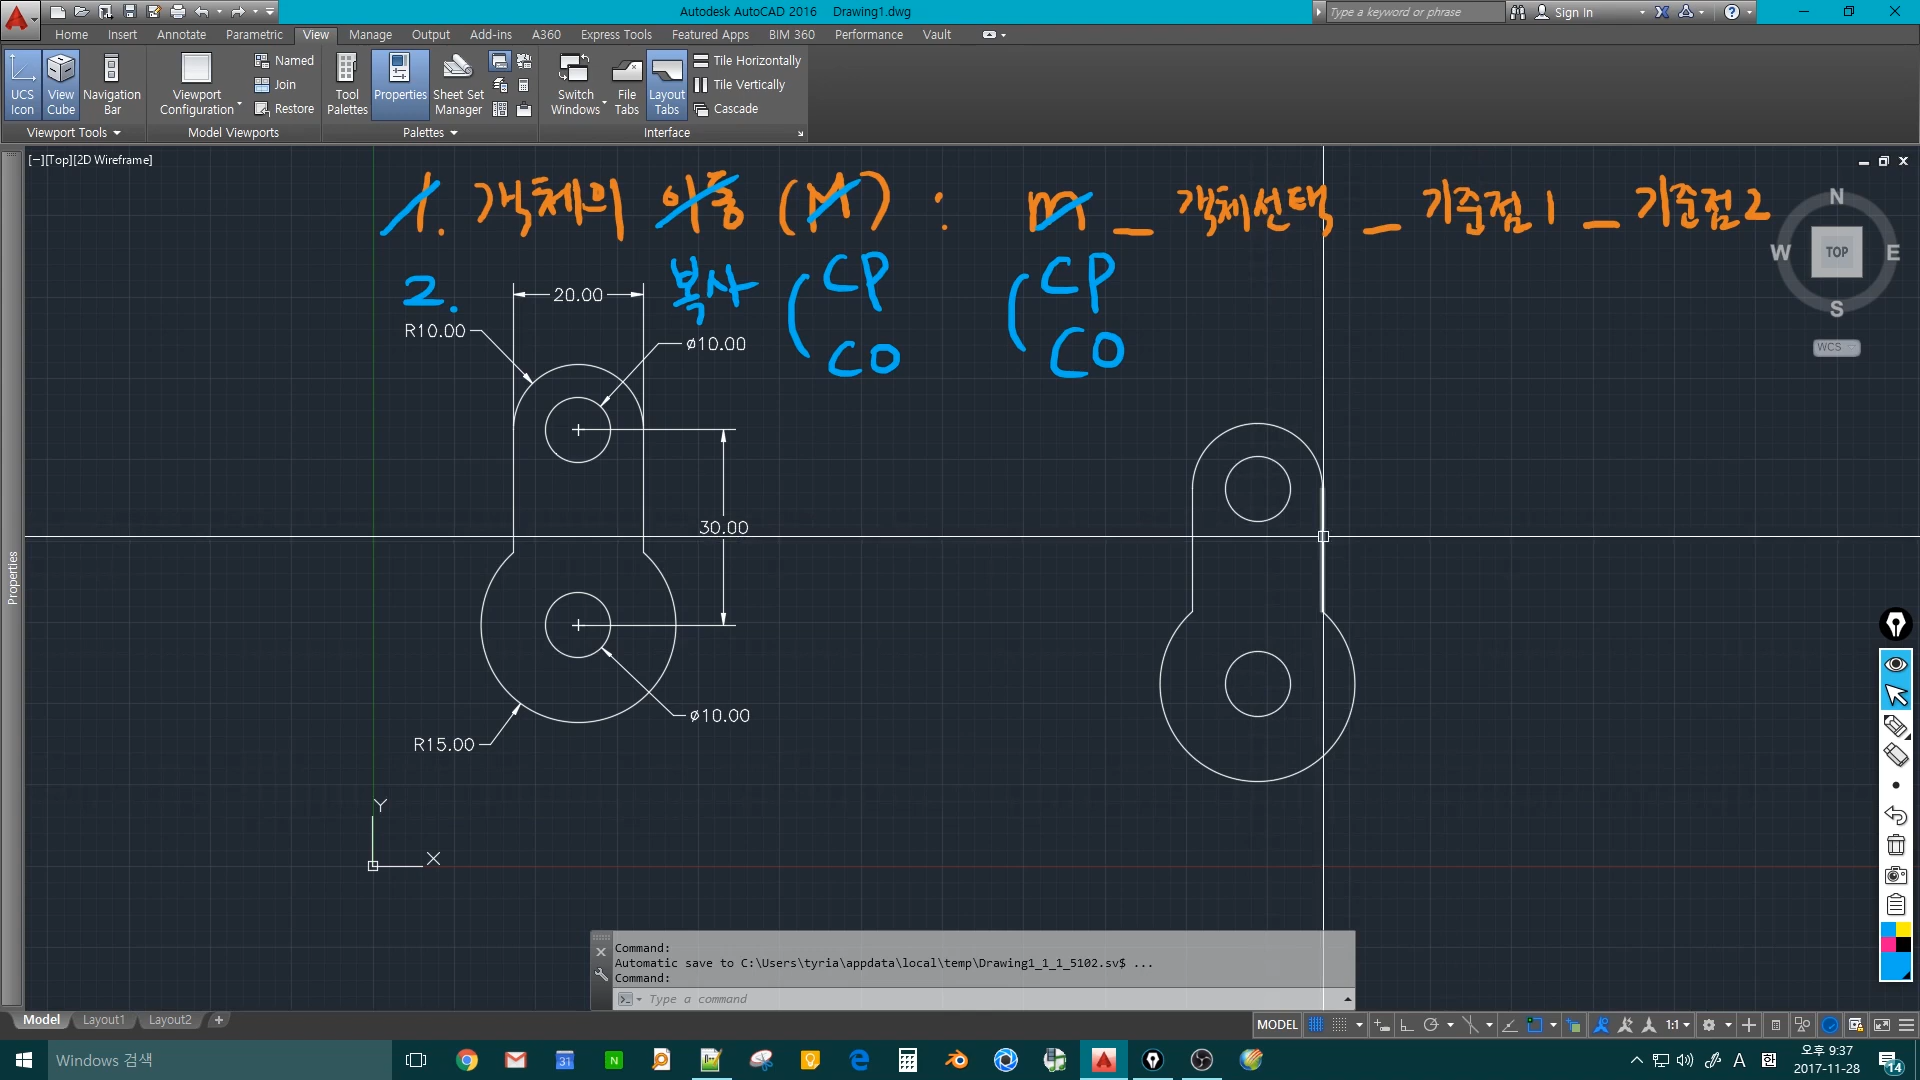 Autodesk AutoCAD 2016 Drawing1.dwg
Type a keyword or phrase
Sign In
Home Insert Annotate Parametric View Manage Output Add-ins A360 Express Tools Featured Apps BIM 360 Performance Vault
UCS Icon
View Cube
Navigation Bar
Viewport Configuration
Named
Join
Restore
Tool Palettes
Properties
Sheet Set Manager
Switch Windows
File Tabs
Layout Tabs
Tile Horizontally
Tile Vertically
Cascade
Viewport Tools
Model Viewports
Palettes
Interface
[−][Top][2D Wireframe]
1. 객체의 이동 (M) : m _ 객체선택 _ 기준점1 _ 기준점2
2. 복사 ( CP ( CP
CO CO
N
W TOP E
S
WCS
20.00
R10.00
ø10.00
30.00
ø10.00
R15.00
Y
X
Properties
Command:
Automatic save to C:\Users\tyria\appdata\local\temp\Drawing1_1_1_5102.sv$ ...
Command:
Type a command
Model Layout1 Layout2 +
MODEL 1:1
Windows 검색
31
N
A
오후 9:37
2017-11-28
14